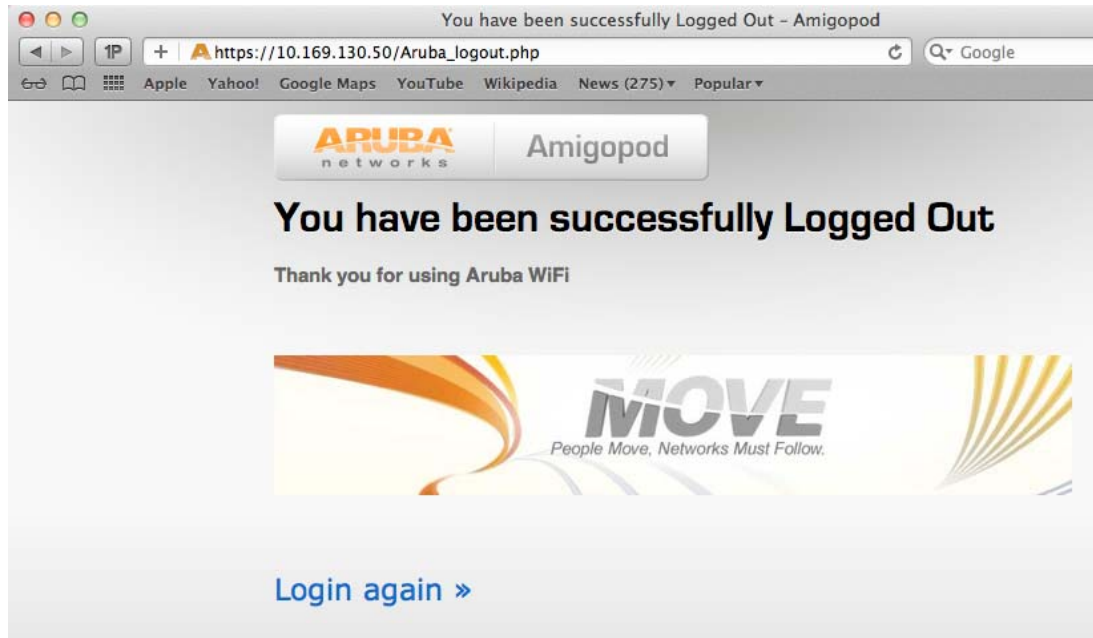 You have been successfully Logged Out – Amigopod
1P + https://10.169.130.50/Aruba_logout.php Google
Apple Yahoo! Google Maps YouTube Wikipedia News (275) Popular
ARUBA networks Amigopod
You have been successfully Logged Out
Thank you for using Aruba WiFi
MOVE
People Move, Networks Must Follow.
Login again »